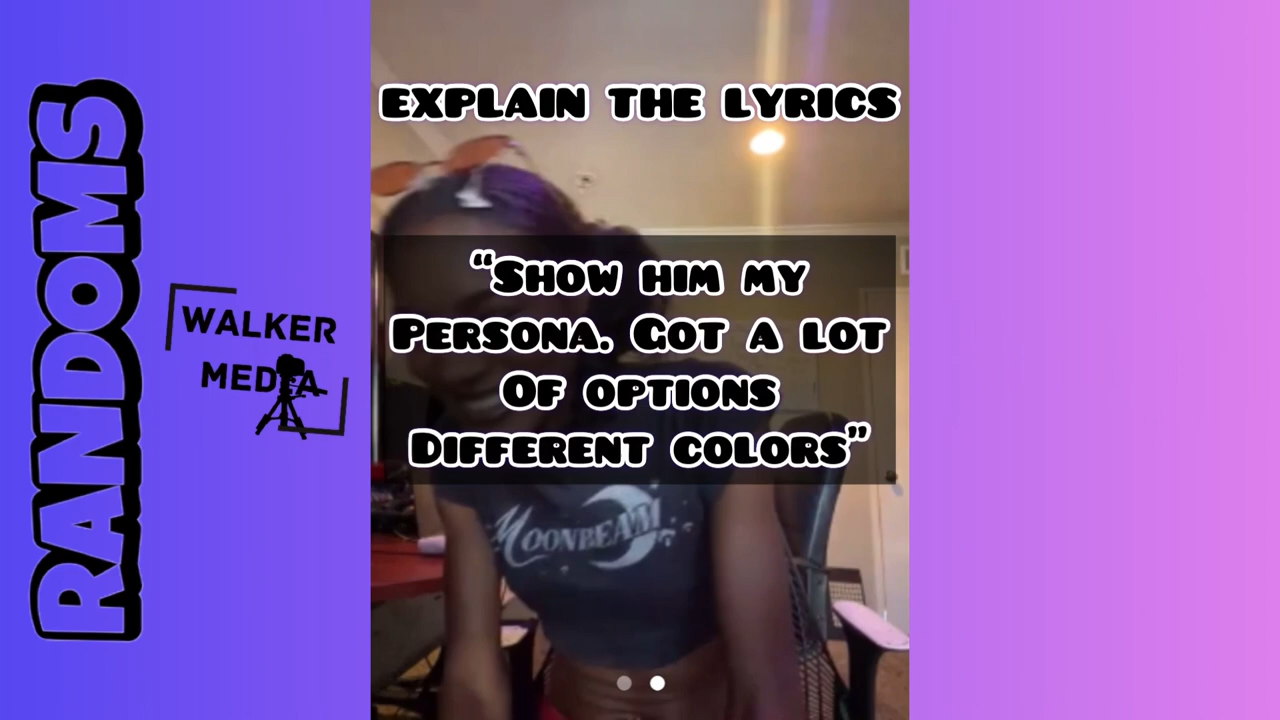 RANDOMS
WALKER
MEDIA
EXPLAIN THE LYRICS
“SHOW HIM MY
PERSONA. GOT A LOT
OF OPTIONS
DIFFERENT COLORS”
MOONBEAM